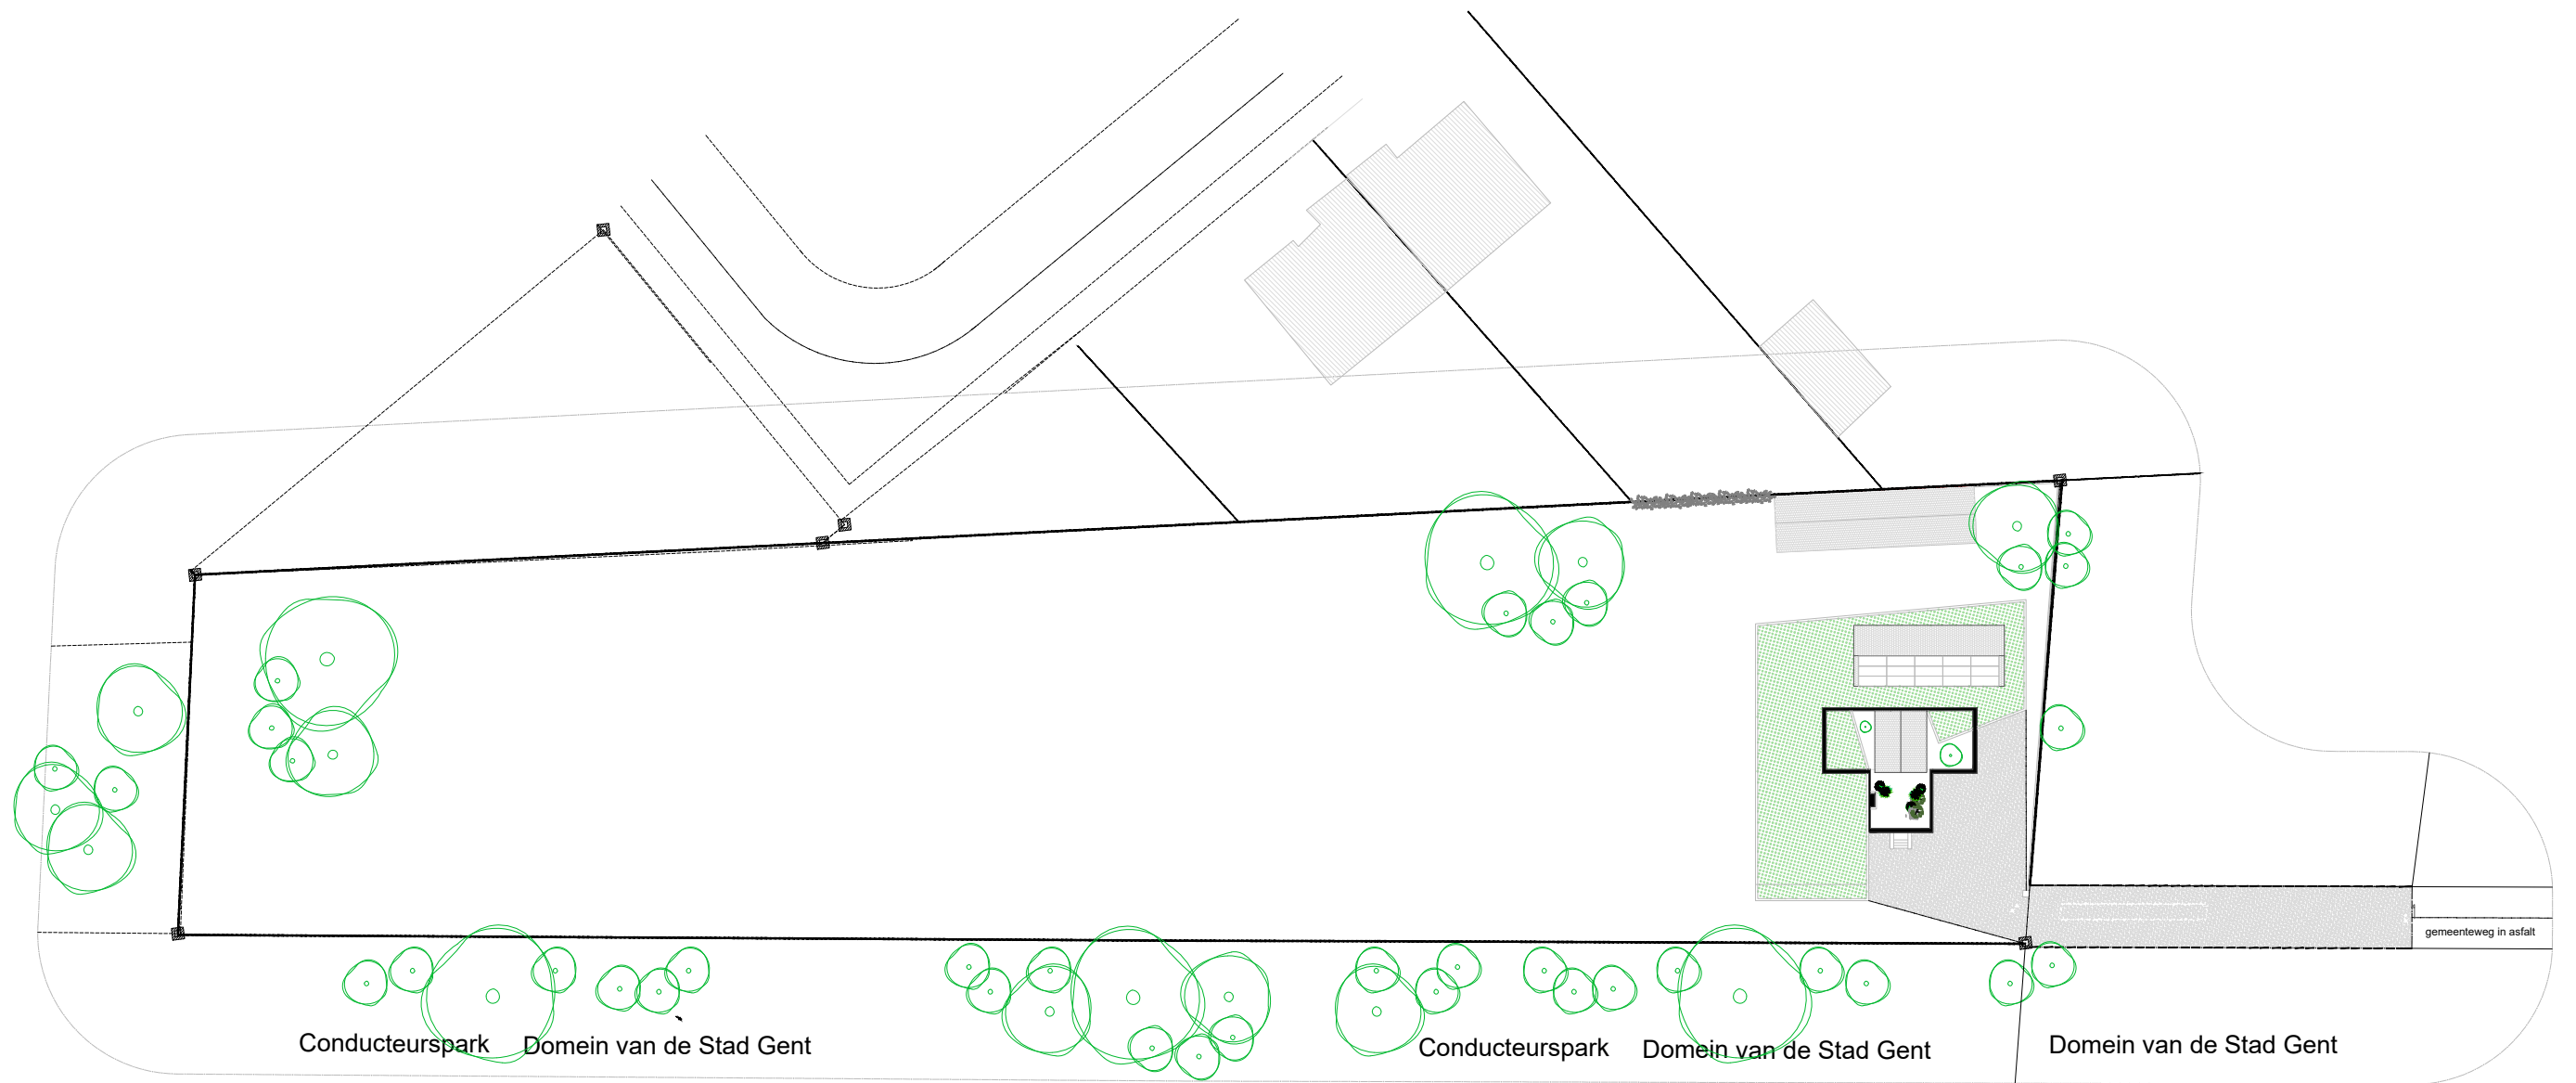 gemeenteweg in asfalt
Conducteurspark
Domein van de Stad Gent
Conducteurspark
Domein van de Stad Gent
Domein van de Stad Gent